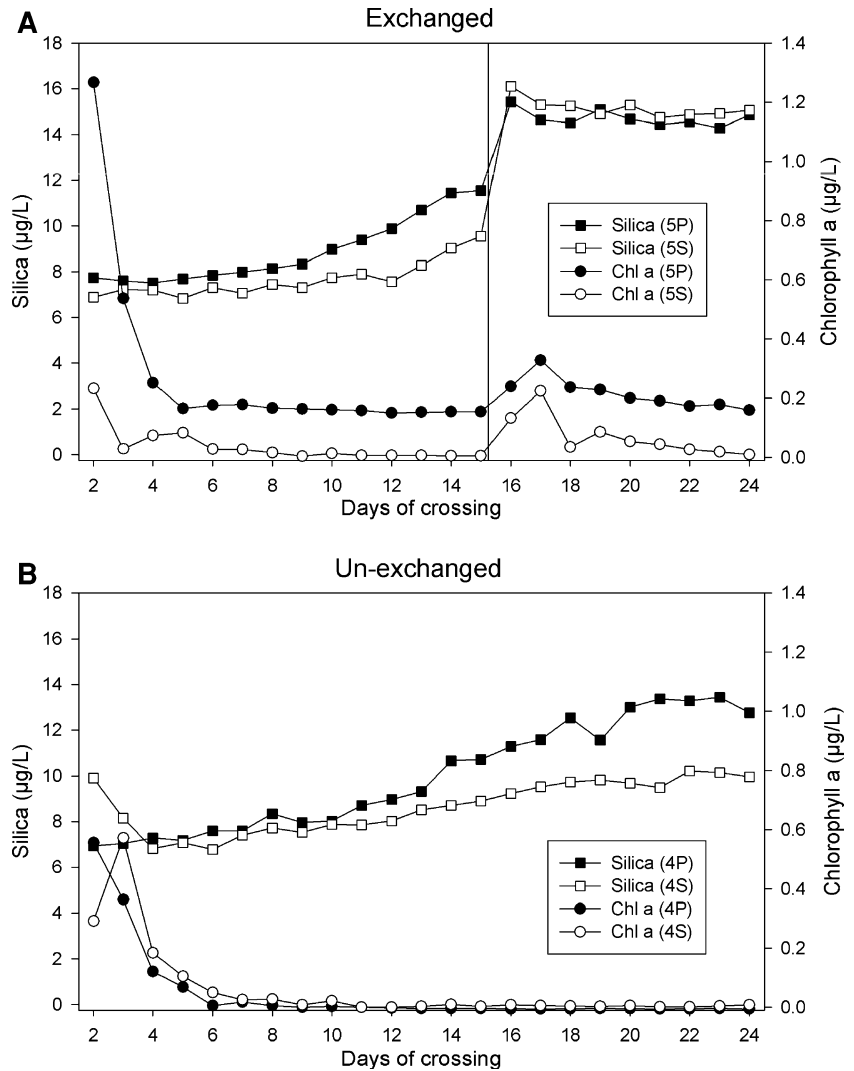 A
Exchanged
18
16
14
12
10
8
6
4
2
0
Silica (µg/L)
1.4
1.2
1.0
0.8
0.6
0.4
0.2
0.0
Chlorophyll a (µg/L)
Silica (5P)
Silica (5S)
Chl a (5P)
Chl a (5S)
2 4 6 8 10 12 14 16 18 20 22 24
Days of crossing
B
Un-exchanged
18
16
14
12
10
8
6
4
2
0
Silica (µg/L)
1.4
1.2
1.0
0.8
0.6
0.4
0.2
0.0
Chlorophyll a (µg/L)
Silica (4P)
Silica (4S)
Chl a (4P)
Chl a (4S)
2 4 6 8 10 12 14 16 18 20 22 24
Days of crossing